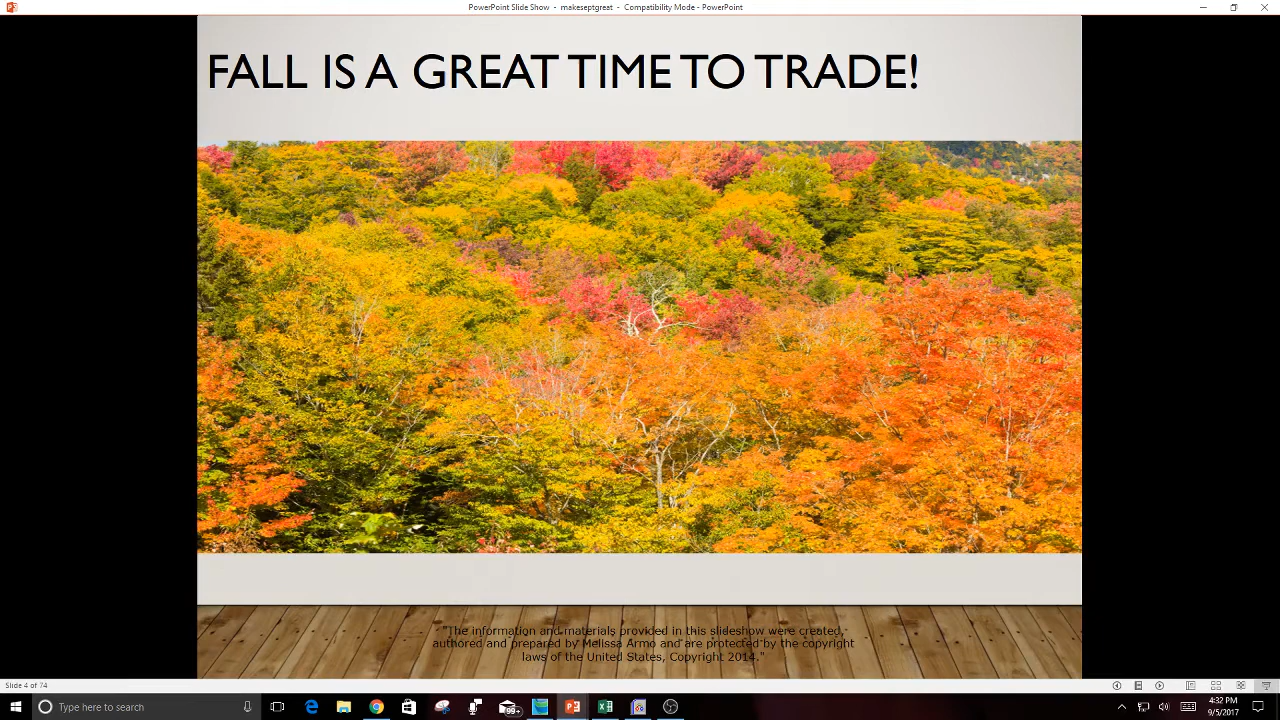 PowerPoint Slide Show - makeseptgreat - Compatibility Mode - PowerPoint
FALL IS A GREAT TIME TO TRADE!
"The information and materials provided in this slideshow were created,
authored and prepared by Melissa Armo and are protected by the copyright
laws of the United States, Copyright 2014."
Slide 4 of 74
Type here to search
99+
4:32 PM
9/5/2017